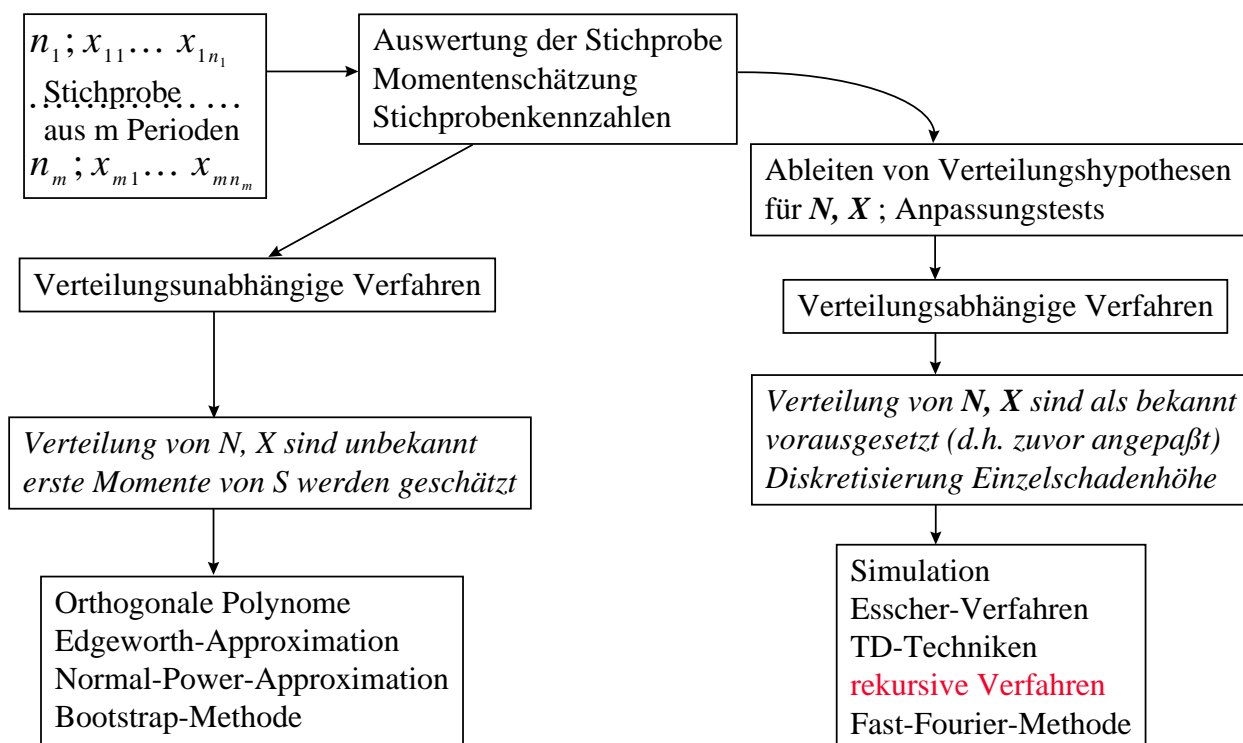 n₁; x₁₁… x₁ₙ₁
Stichprobe
……………
aus m Perioden
nₘ; xₘ₁… xₘₙₘ
Auswertung der Stichprobe
Momentenschätzung
Stichprobenkennzahlen
Ableiten von Verteilungshypothesen
für N, X ; Anpassungstests
Verteilungsunabhängige Verfahren
Verteilungsabhängige Verfahren
Verteilung von N, X sind unbekannt
erste Momente von S werden geschätzt
Verteilung von N, X sind als bekannt
vorausgesetzt (d.h. zuvor angepaßt)
Diskretisierung Einzelschadenhöhe
Orthogonale Polynome
Edgeworth-Approximation
Normal-Power-Approximation
Bootstrap-Methode
Simulation
Esscher-Verfahren
TD-Techniken
rekursive Verfahren
Fast-Fourier-Methode